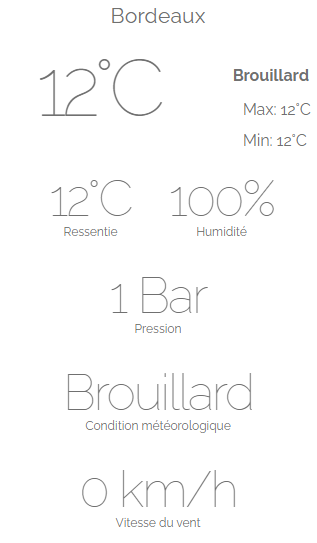 Bordeaux
12°C
Brouillard
Max: 12°C
Min: 12°C
12°C 100%
Ressentie Humidité
1 Bar
Pression
Brouillard
Condition météorologique
0 km/h
Vitesse du vent